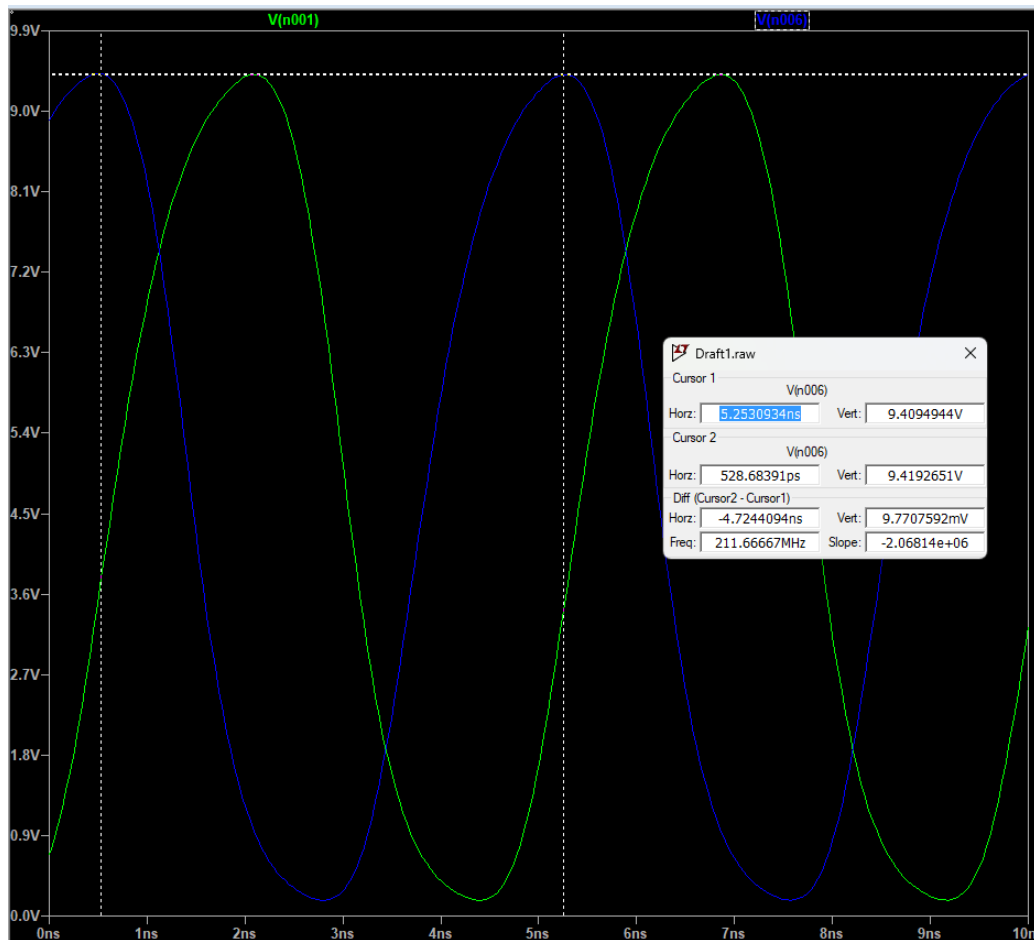 V(n001) V(n006)
9.9V
9.0V
8.1V
7.2V
6.3V
5.4V
4.5V
3.6V
2.7V
1.8V
0.9V
0.0V
0ns 1ns 2ns 3ns 4ns 5ns 6ns 7ns 8ns 9ns 10ns
Draft1.raw
Cursor 1
V(n006)
Horz: 5.2530934ns Vert: 9.4094944V
Cursor 2
V(n006)
Horz: 528.68391ps Vert: 9.4192651V
Diff (Cursor2 - Cursor1)
Horz: -4.7244094ns Vert: 9.7707592mV
Freq: 211.66667MHz Slope: -2.06814e+06